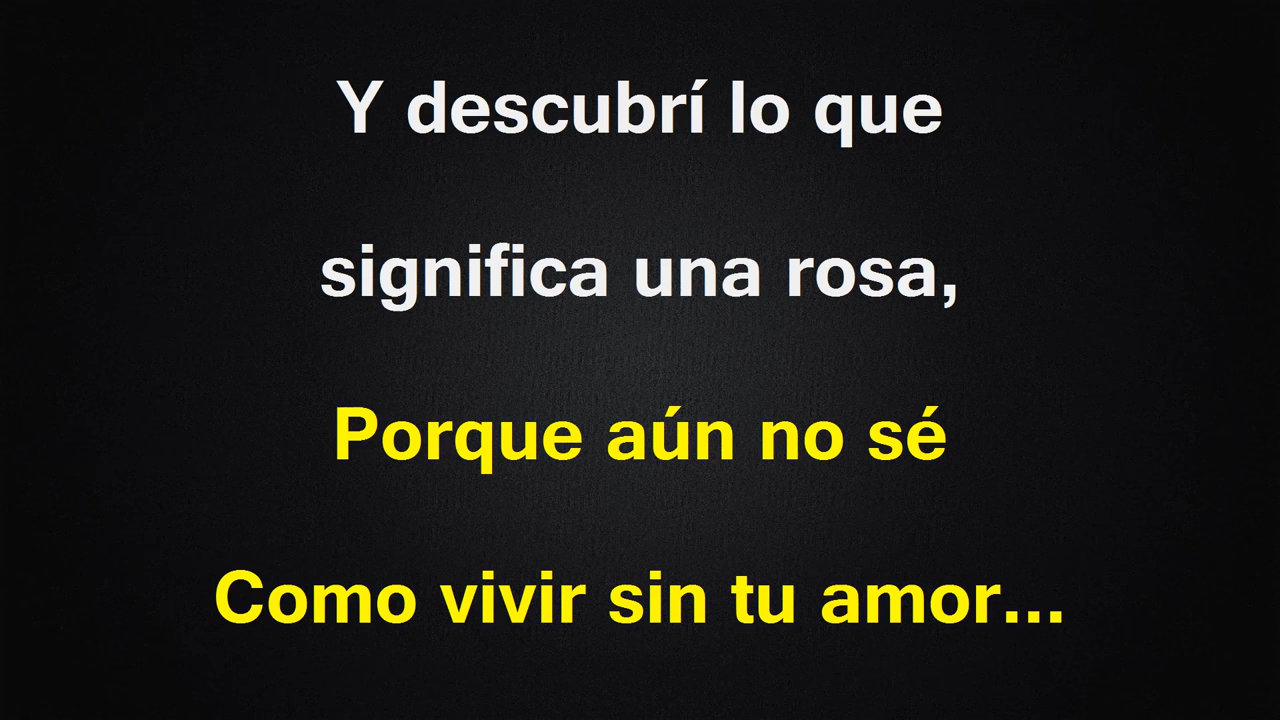 Y descubrí lo que
significa una rosa,
Porque aún no sé
Como vivir sin tu amor...